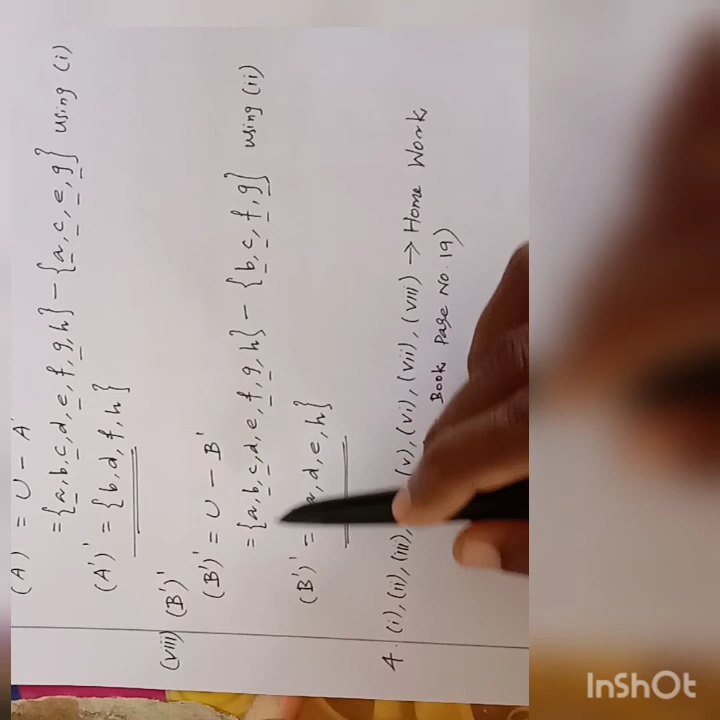 (A') = U - A'
= {a,b,c,d,e,f,g,h} - {a,c,e,g} using (i)
(A')' = {b,d,f,h}
(viii) (B')'
(B')' = U - B'
= {a,b,c,d,e,f,g,h} - {b,c,f,g} using (ii)
(B')' = a,d,e,h}
4. (i),(ii),(iii), (v),(vi),(vii),(viii) → Home Work
Book Page No. 19)
InShOt